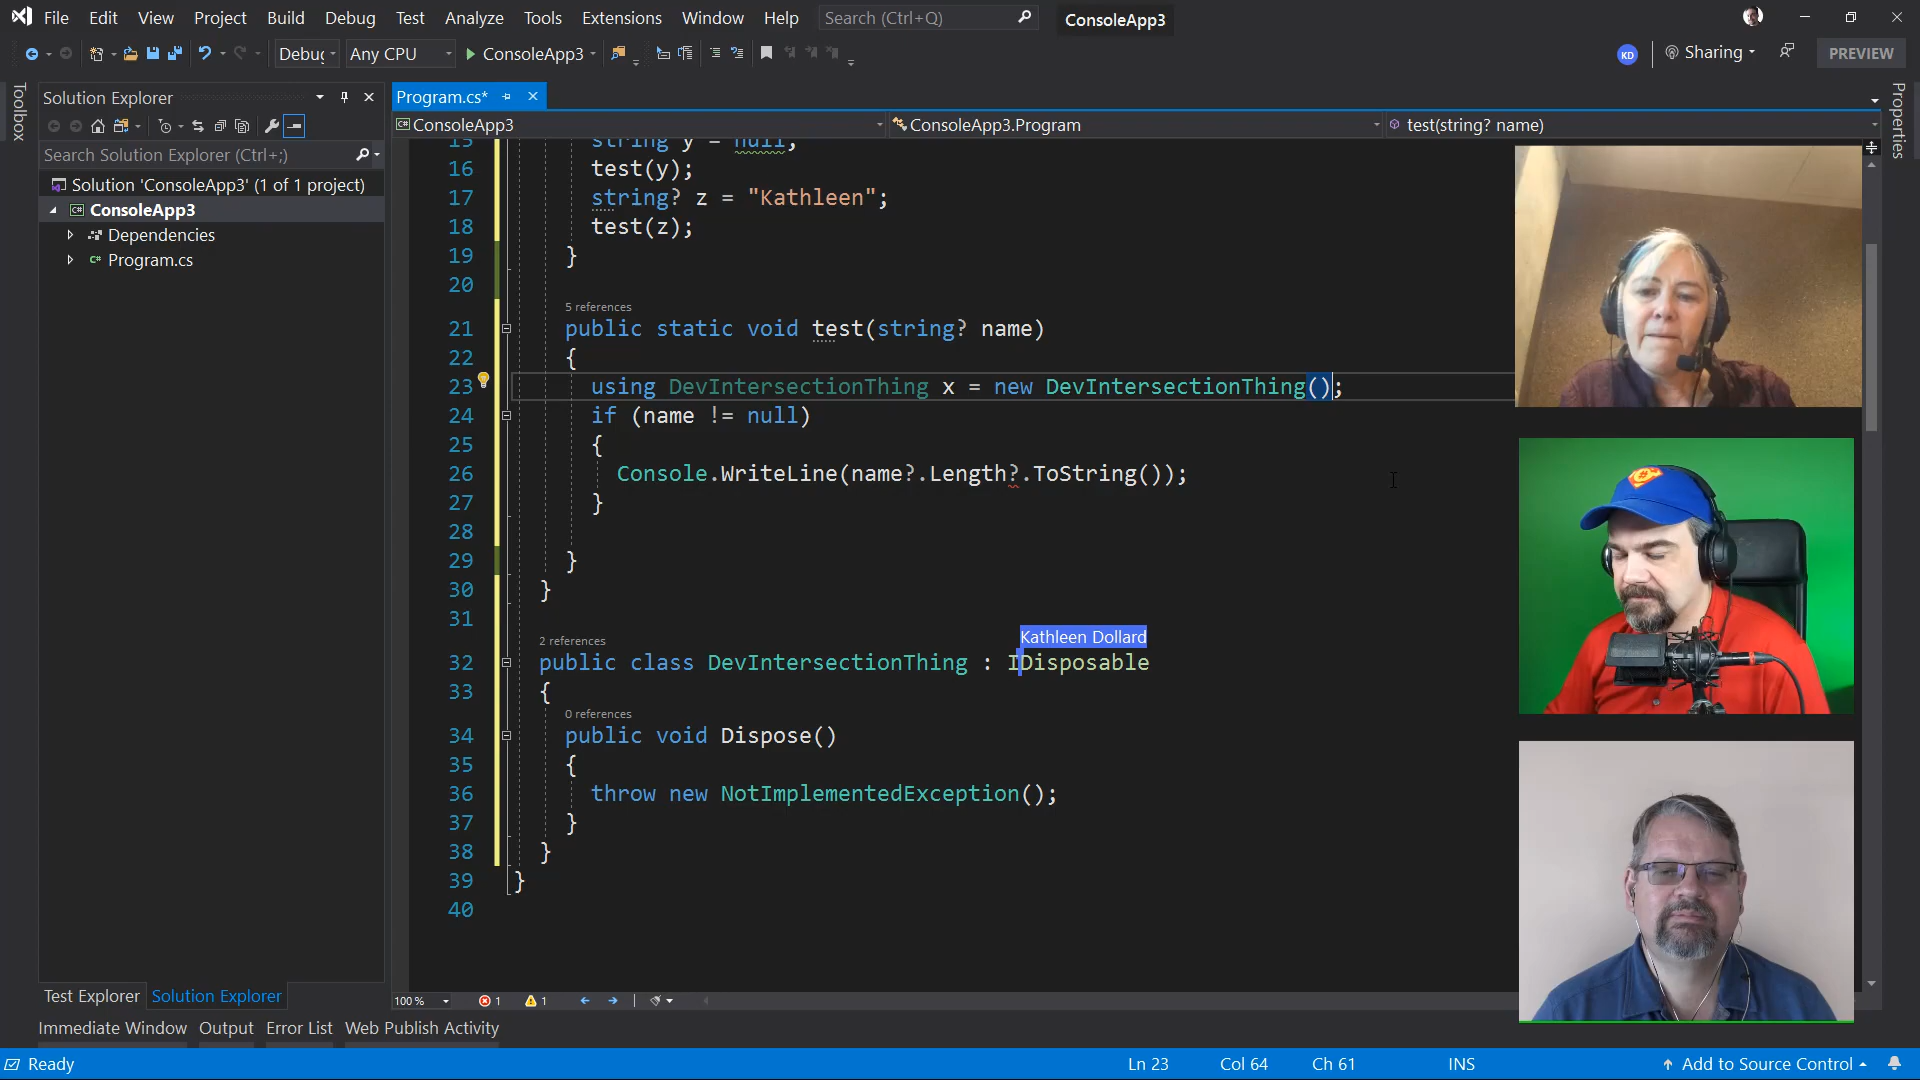 File Edit View Project Build Debug Test Analyze Tools Extensions Window Help Search (Ctrl+Q) ConsoleApp3
Debug Any CPU ConsoleApp3 KD Sharing PREVIEW
Toolbox
Solution Explorer
Search Solution Explorer (Ctrl+;)
Solution 'ConsoleApp3' (1 of 1 project)
ConsoleApp3
Dependencies
C# Program.cs
Test Explorer Solution Explorer
Program.cs*
ConsoleApp3 ConsoleApp3.Program test(string? name)
Properties
15 string y = null;
16 test(y);
17 string? z = "Kathleen";
18 test(z);
19 }
20
5 references
21 public static void test(string? name)
22 {
23 using DevIntersectionThing x = new DevIntersectionThing();
24 if (name != null)
25 {
26 Console.WriteLine(name?.Length?.ToString());
27 }
28
29 }
30 }
31
Kathleen Dollard
2 references
32 public class DevIntersectionThing : IDisposable
33 {
0 references
34 public void Dispose()
35 {
36 throw new NotImplementedException();
37 }
38 }
39 }
40
100 % 1 1
Immediate Window Output Error List Web Publish Activity
Ready Ln 23 Col 64 Ch 61 INS Add to Source Control